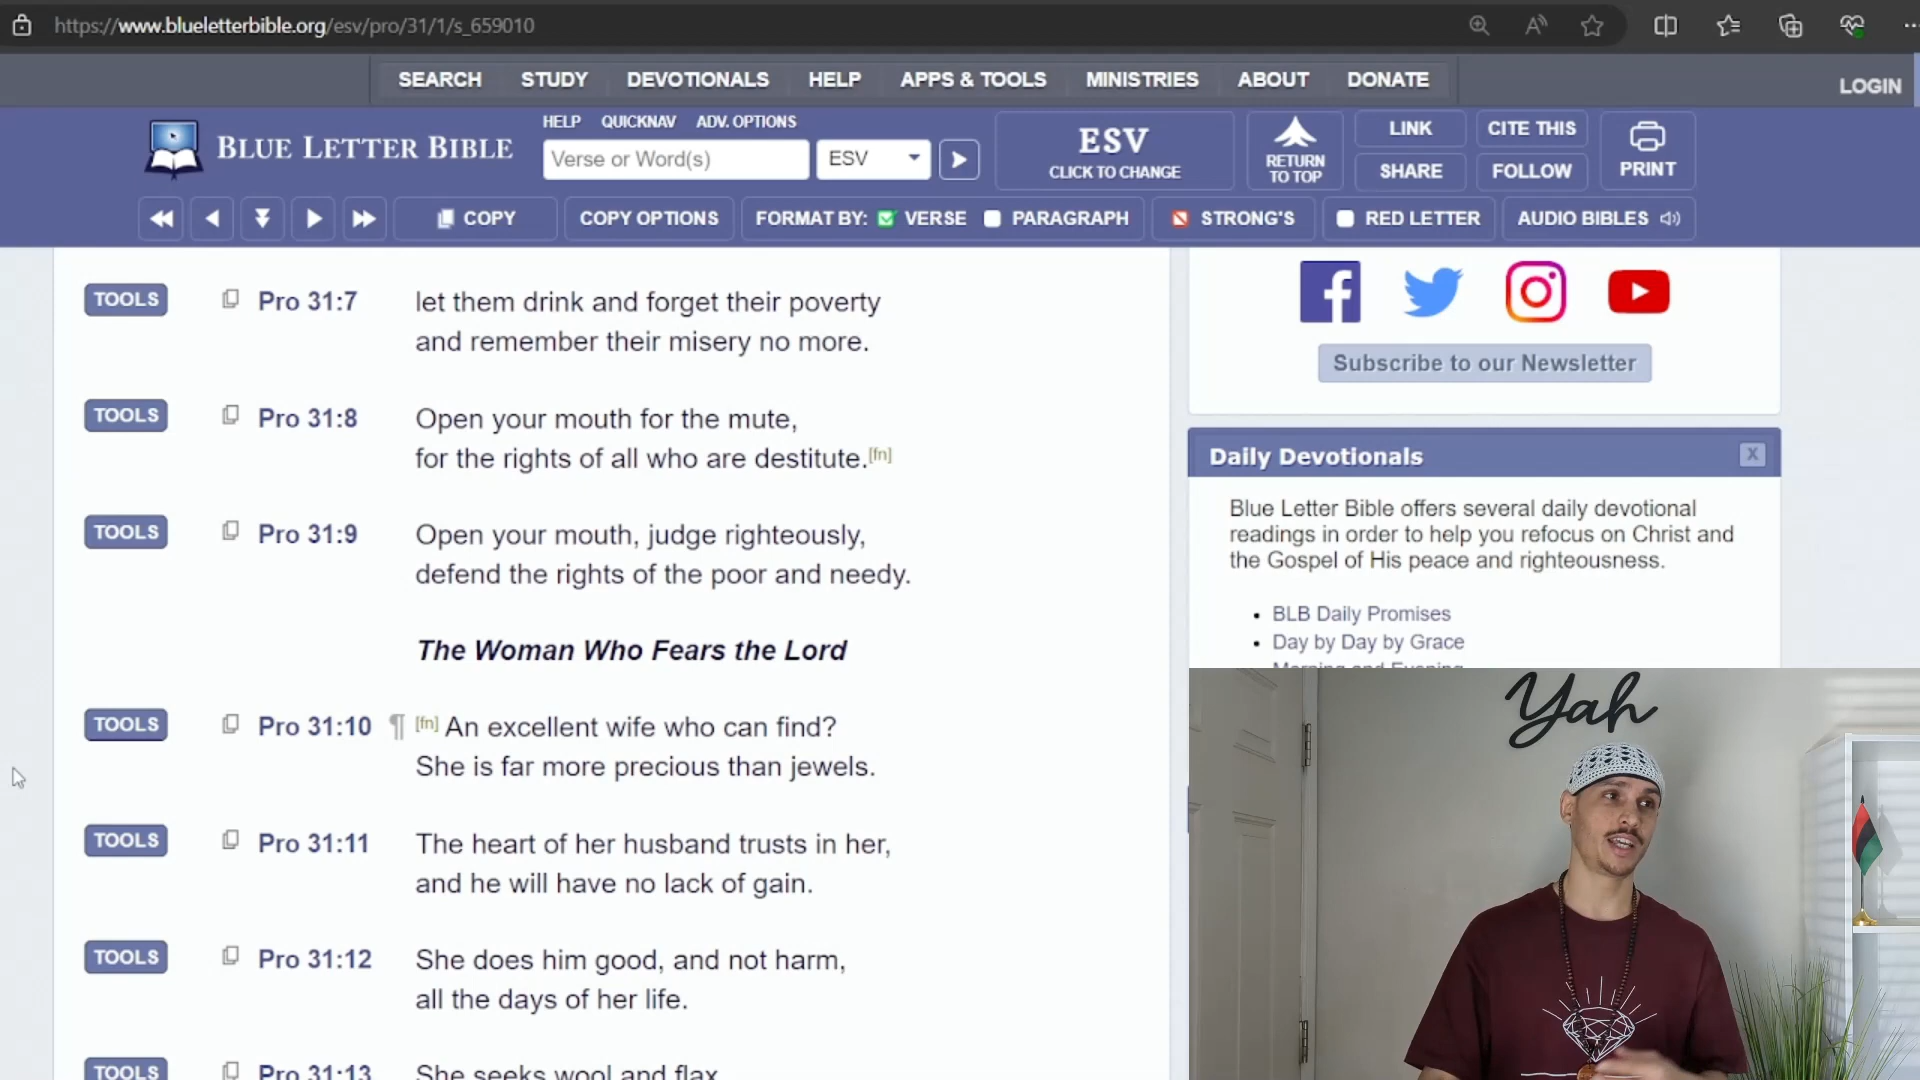 https://www.blueletterbible.org/esv/pro/31/1/s_659010
SEARCH STUDY DEVOTIONALS HELP APPS & TOOLS MINISTRIES ABOUT DONATE
LOGIN
BLUE LETTER BIBLE
HELP QUICKNAV ADV. OPTIONS
Verse or Word(s)
ESV
ESV
CLICK TO CHANGE
RETURN
TO TOP
LINK
CITE THIS
SHARE
FOLLOW
PRINT
COPY
COPY OPTIONS
FORMAT BY: VERSE PARAGRAPH
STRONG'S
RED LETTER
AUDIO BIBLES
TOOLS Pro 31:7 let them drink and forget their poverty
and remember their misery no more.
TOOLS Pro 31:8 Open your mouth for the mute,
for the rights of all who are destitute.[fn]
TOOLS Pro 31:9 Open your mouth, judge righteously,
defend the rights of the poor and needy.
The Woman Who Fears the Lord
TOOLS Pro 31:10 ¶ [fn] An excellent wife who can find?
She is far more precious than jewels.
TOOLS Pro 31:11 The heart of her husband trusts in her,
and he will have no lack of gain.
TOOLS Pro 31:12 She does him good, and not harm,
all the days of her life.
TOOLS Pro 31:13 She seeks wool and flax
Subscribe to our Newsletter
Daily Devotionals
X
Blue Letter Bible offers several daily devotional
readings in order to help you refocus on Christ and
the Gospel of His peace and righteousness.
• BLB Daily Promises
• Day by Day by Grace
Morning and Evening
Yah